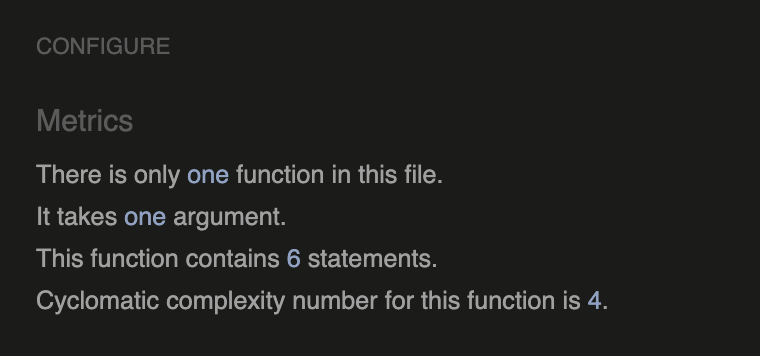 CONFIGURE
Metrics
There is only one function in this file.
It takes one argument.
This function contains 6 statements.
Cyclomatic complexity number for this function is 4.